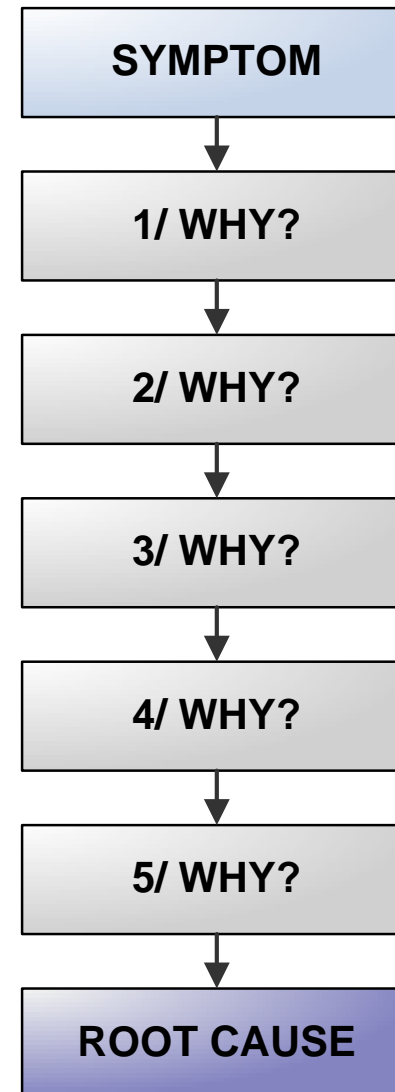 SYMPTOM
1/ WHY?
2/ WHY?
3/ WHY?
4/ WHY?
5/ WHY?
ROOT CAUSE